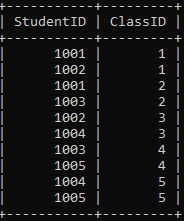 +-----------+---------+
| StudentID | ClassID |
+-----------+---------+
| 1001 | 1 |
| 1002 | 1 |
| 1001 | 2 |
| 1003 | 2 |
| 1002 | 3 |
| 1004 | 3 |
| 1003 | 4 |
| 1005 | 4 |
| 1004 | 5 |
| 1005 | 5 |
+-----------+---------+